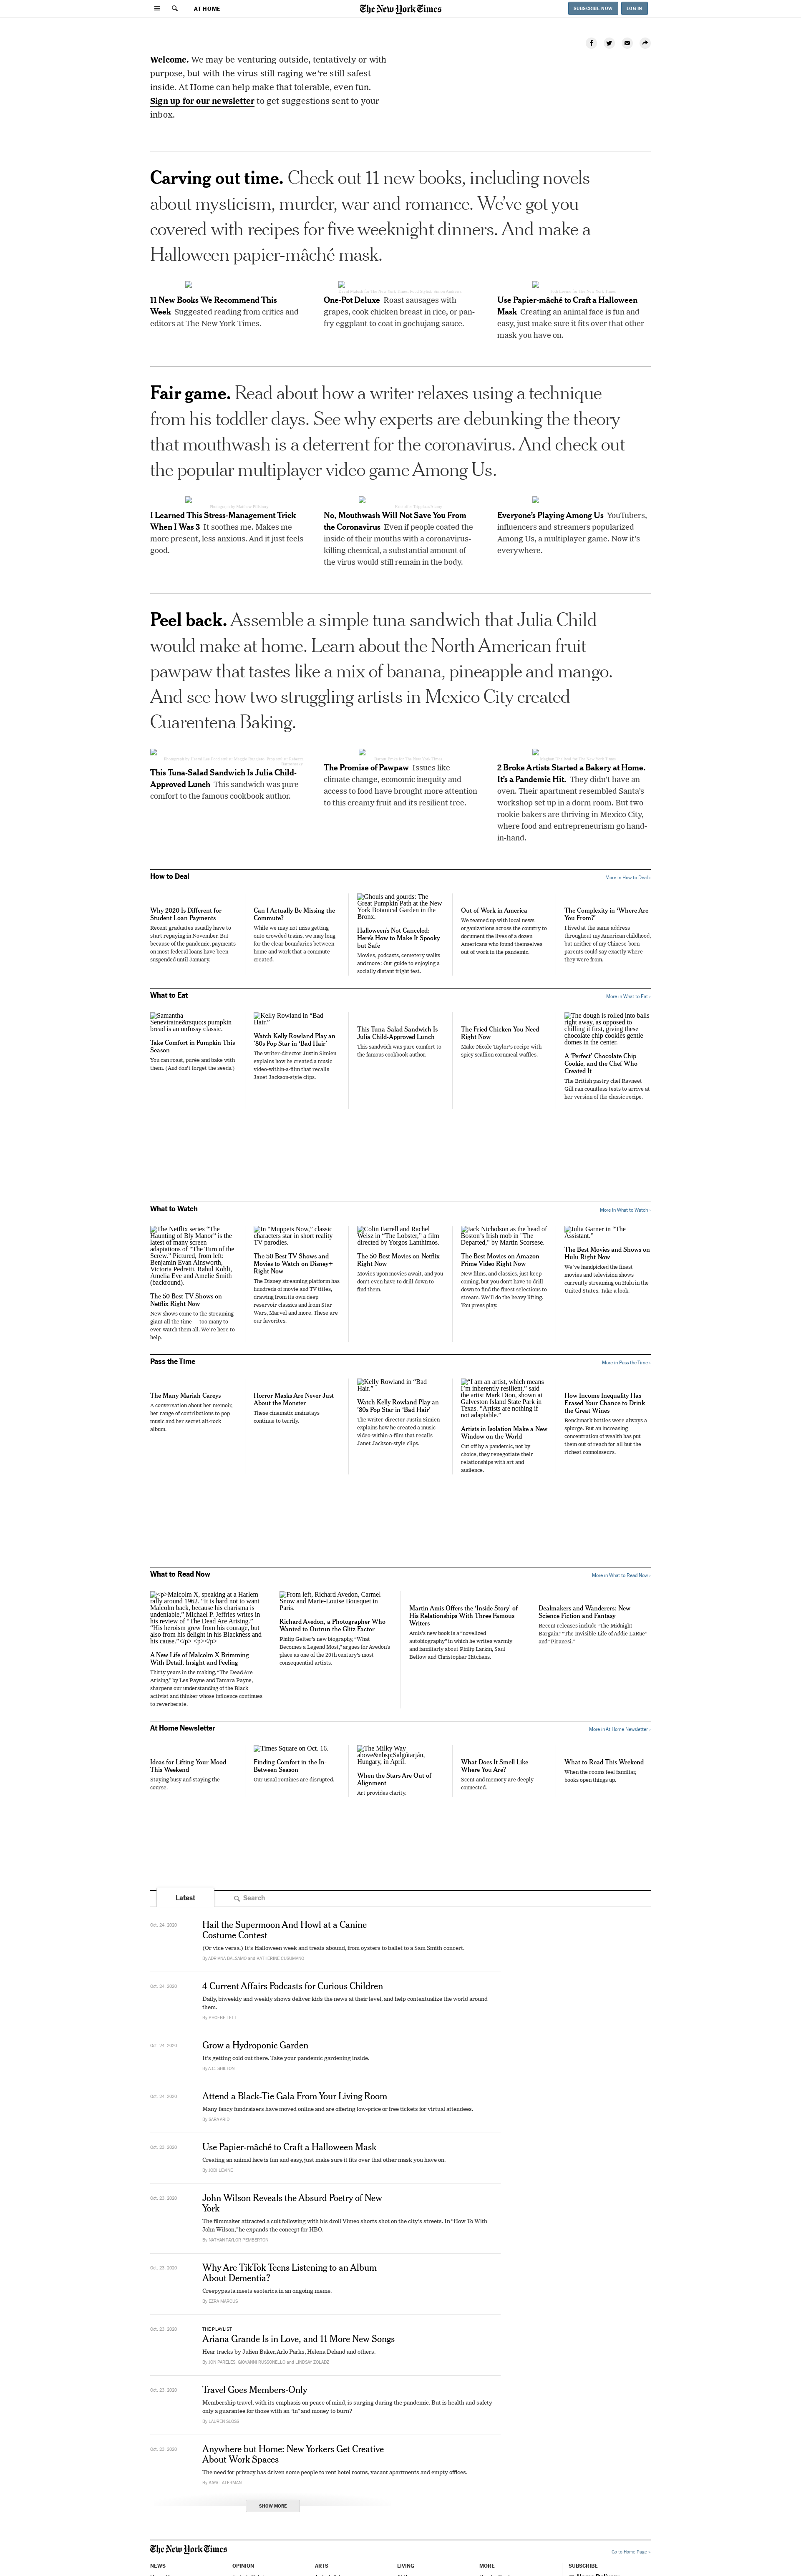 AT HOME
The New York Times
SUBSCRIBE NOW
LOG IN
Welcome. We may be venturing outside, tentatively or with
purpose, but with the virus still raging we're still safest
inside. At Home can help make that tolerable, even fun.
Sign up for our newsletter to get suggestions sent to your
inbox.
Carving out time. Check out 11 new books, including novels
about mysticism, murder, war and romance. We've got you
covered with recipes for five weeknight dinners. And make a
Halloween papier-mâché mask.
11 New Books We Recommend This
Week Suggested reading from critics and
editors at The New York Times.
One-Pot Deluxe Roast sausages with
grapes, cook chicken breast in rice, or pan-
fry eggplant to coat in gochujang sauce.
Use Papier-mâché to Craft a Halloween
Mask Creating an animal face is fun and
easy, just make sure it fits over that other
mask you have on.
Fair game. Read about how a writer relaxes using a technique
from his toddler days. See why experts are debunking the theory
that mouthwash is a deterrent for the coronavirus. And check out
the popular multiplayer video game Among Us.
I Learned This Stress-Management Trick
When I Was 3 It soothes me. Makes me
more present, less anxious. And it just feels
good.
No, Mouthwash Will Not Save You From
the Coronavirus Even if people coated the
inside of their mouths with a coronavirus-
killing chemical, a substantial amount of
the virus would still remain in the body.
Everyone's Playing Among Us YouTubers,
influencers and streamers popularized
Among Us, a multiplayer game. Now it's
everywhere.
Peel back. Assemble a simple tuna sandwich that Julia Child
would make at home. Learn about the North American fruit
pawpaw that tastes like a mix of banana, pineapple and mango.
And see how two struggling artists in Mexico City created
Cuarentena Baking.
This Tuna-Salad Sandwich Is Julia Child-
Approved Lunch This sandwich was pure
comfort to the famous cookbook author.
The Promise of Pawpaw Issues like
climate change, economic inequity and
access to food have brought more attention
to this creamy fruit and its resilient tree.
2 Broke Artists Started a Bakery at Home.
It's a Pandemic Hit. They didn't have an
oven. Their apartment resembled Santa's
workshop set up in a dorm room. But two
rookie bakers are thriving in Mexico City,
where food and entrepreneurism go hand-
in-hand.
How to Deal
More in How to Deal ›
Why 2020 Is Different for
Student Loan Payments
Recent graduates usually have to
start repaying in November. But
because of the pandemic, payments
on most federal loans have been
suspended until January.
Can I Actually Be Missing the
Commute?
While we may not miss getting
onto crowded trains, we may long
for the clear boundaries between
home and work that a commute
created.
Ghouls and gourds: The
Great Pumpkin Path at the New
York Botanical Garden in the
Bronx.
Halloween's Not Canceled:
Here's How to Make It Spooky
but Safe
Movies, podcasts, cemetery walks
and more: Our guide to enjoying a
socially distant fright fest.
Out of Work in America
We teamed up with local news
organizations across the country to
document the lives of a dozen
Americans who found themselves
out of work in the pandemic.
The Complexity in 'Where Are
You From?'
I lived at the same address
throughout my American childhood,
but neither of my Chinese-born
parents could say exactly where
they were from.
What to Eat
More in What to Eat ›
Samantha
Seneviratne&rsquo;s pumpkin
bread is an unfussy classic.
Take Comfort in Pumpkin This
Season
You can roast, purée and bake with
them. (And don't forget the seeds.)
Kelly Rowland in “Bad
Hair.”
Watch Kelly Rowland Play an
'80s Pop Star in 'Bad Hair'
The writer-director Justin Simien
explains how he created a music
video-within-a-film that recalls
Janet Jackson-style clips.
This Tuna-Salad Sandwich Is
Julia Child-Approved Lunch
This sandwich was pure comfort to
the famous cookbook author.
The Fried Chicken You Need
Right Now
Make Nicole Taylor's recipe with
spicy scallion cornmeal waffles.
The dough is rolled into balls
right away, as opposed to
chilling it first, giving these
chocolate chip cookies gentle
domes in the center.
A 'Perfect' Chocolate Chip
Cookie, and the Chef Who
Created It
The British pastry chef Ravneet
Gill ran countless tests to arrive at
her version of the classic recipe.
What to Watch
More in What to Watch ›
The Netflix series “The
Haunting of Bly Manor” is the
latest of many screen
adaptations of “The Turn of the
Screw.” Pictured, from left:
Benjamin Evan Ainsworth,
Victoria Pedretti, Rahul Kohli,
Amelia Eve and Amelie Smith
(backround).
The 50 Best TV Shows on
Netflix Right Now
New shows come to the streaming
giant all the time — too many to
ever watch them all. We're here to
help.
In “Muppets Now,” classic
characters star in short reality
TV parodies.
The 50 Best TV Shows and
Movies to Watch on Disney+
Right Now
The Disney streaming platform has
hundreds of movie and TV titles,
drawing from its own deep
reservoir classics and from Star
Wars, Marvel and more. These are
our favorites.
Colin Farrell and Rachel
Weisz in “The Lobster,” a film
directed by Yorgos Lanthimos.
The 50 Best Movies on Netflix
Right Now
Movies upon movies await, and you
don't even have to drill down to
find them.
Jack Nicholson as the head of
Boston's Irish mob in "The
Departed," by Martin Scorsese.
The Best Movies on Amazon
Prime Video Right Now
New films, and classics, just keep
coming, but you don't have to drill
down to find the finest selections to
stream. We'll do the heavy lifting.
You press play.
Julia Garner in “The
Assistant.”
The Best Movies and Shows on
Hulu Right Now
We've handpicked the finest
movies and television shows
currently streaming on Hulu in the
United States. Take a look.
Pass the Time
More in Pass the Time ›
The Many Mariah Careys
A conversation about her memoir,
her range of contributions to pop
music and her secret alt-rock
album.
Horror Masks Are Never Just
About the Monster
These cinematic mainstays
continue to terrify.
Kelly Rowland in “Bad
Hair.”
Watch Kelly Rowland Play an
'80s Pop Star in 'Bad Hair'
The writer-director Justin Simien
explains how he created a music
video-within-a-film that recalls
Janet Jackson-style clips.
“I am an artist, which means
I'm inherently resilient,” said
the artist Mark Dion, shown at
Galveston Island State Park in
Texas. “Artists are nothing if
not adaptable.”
Artists in Isolation Make a New
Window on the World
Cut off by a pandemic, not by
choice, they renegotiate their
relationships with art and
audience.
How Income Inequality Has
Erased Your Chance to Drink
the Great Wines
Benchmark bottles were always a
splurge. But an increasing
concentration of wealth has put
them out of reach for all but the
richest connoisseurs.
What to Read Now
More in What to Read Now ›
<p>Malcolm X, speaking at a Harlem
rally around 1962. “It is hard not to want
Malcolm back, because his charisma is
undeniable,” Michael P. Jeffries writes in
his review of “The Dead Are Arising.”
“His heroism grew from his courage, but
also from his delight in his Blackness and
his cause.”</p> <p></p>
A New Life of Malcolm X Brimming
With Detail, Insight and Feeling
Thirty years in the making, “The Dead Are
Arising,” by Les Payne and Tamara Payne,
sharpens our understanding of the Black
activist and thinker whose influence continues
to reverberate.
From left, Richard Avedon, Carmel
Snow and Marie-Louise Bousquet in
Paris.
Richard Avedon, a Photographer Who
Wanted to Outrun the Glitz Factor
Philip Gefter's new biography, “What
Becomes a Legend Most,” argues for Avedon's
place as one of the 20th century's most
consequential artists.
Martin Amis Offers the 'Inside Story' of
His Relationships With Three Famous
Writers
Amis's new book is a “novelized
autobiography” in which he writes warmly
and familiarly about Philip Larkin, Saul
Bellow and Christopher Hitchens.
Dealmakers and Wanderers: New
Science Fiction and Fantasy
Recent releases include “The Midnight
Bargain,” “The Invisible Life of Addie LaRue”
and “Piranesi.”
At Home Newsletter
More in At Home Newsletter ›
Ideas for Lifting Your Mood
This Weekend
Staying busy and staying the
course.
Times Square on Oct. 16.
Finding Comfort in the In-
Between Season
Our usual routines are disrupted.
The Milky Way
above&nbsp;Salgótarján,
Hungary, in April.
When the Stars Are Out of
Alignment
Art provides clarity.
What Does It Smell Like
Where You Are?
Scent and memory are deeply
connected.
What to Read This Weekend
When the rooms feel familiar,
books open things up.
Latest
Search
Oct. 24, 2020
Hail the Supermoon And Howl at a Canine
Costume Contest
(Or vice versa.) It's Halloween week and treats abound, from oysters to ballet to a Sam Smith concert.
By ADRIANA BALSAMO and KATHERINE CUSUMANO
Oct. 24, 2020
4 Current Affairs Podcasts for Curious Children
Daily, biweekly and weekly shows deliver kids the news at their level, and help contextualize the world around
them.
By PHOEBE LETT
Oct. 24, 2020
Grow a Hydroponic Garden
It's getting cold out there. Take your pandemic gardening inside.
By A.C. SHILTON
Oct. 24, 2020
Attend a Black-Tie Gala From Your Living Room
Many fancy fundraisers have moved online and are offering low-price or free tickets for virtual attendees.
By SARA ARIDI
Oct. 23, 2020
Use Papier-mâché to Craft a Halloween Mask
Creating an animal face is fun and easy, just make sure it fits over that other mask you have on.
By JODI LEVINE
Oct. 23, 2020
John Wilson Reveals the Absurd Poetry of New
York
The filmmaker attracted a cult following with his droll Vimeo shorts shot on the city's streets. In “How To With
John Wilson,” he expands the concept for HBO.
By NATHAN TAYLOR PEMBERTON
Oct. 23, 2020
Why Are TikTok Teens Listening to an Album
About Dementia?
Creepypasta meets esoterica in an ongoing meme.
By EZRA MARCUS
Oct. 23, 2020
THE PLAYLIST
Ariana Grande Is in Love, and 11 More New Songs
Hear tracks by Julien Baker, Arlo Parks, Helena Deland and others.
By JON PARELES, GIOVANNI RUSSONELLO and LINDSAY ZOLADZ
Oct. 23, 2020
Travel Goes Members-Only
Membership travel, with its emphasis on peace of mind, is surging during the pandemic. But is health and safety
only a guarantee for those with an “in” and money to burn?
By LAUREN SLOSS
Oct. 23, 2020
Anywhere but Home: New Yorkers Get Creative
About Work Spaces
The need for privacy has driven some people to rent hotel rooms, vacant apartments and empty offices.
By KAYA LATERMAN
SHOW MORE
The New York Times
Go to Home Page »
NEWS
OPINION
ARTS
LIVING
MORE
SUBSCRIBE